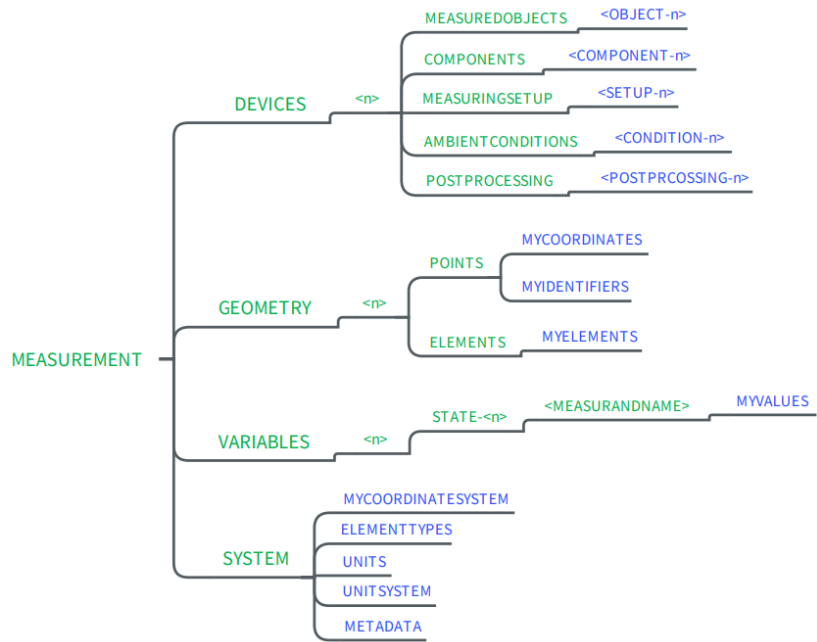 MEASUREMENT
DEVICES
<n>
MEASUREDOBJECTS
<OBJECT-n>
COMPONENTS
<COMPONENT-n>
MEASURINGSETUP
<SETUP-n>
AMBIENTCONDITIONS
<CONDITION-n>
POSTPROCESSING
<POSTPRCOSSING-n>
GEOMETRY
<n>
POINTS
MYCOORDINATES
MYIDENTIFIERS
ELEMENTS
MYELEMENTS
VARIABLES
<n>
STATE-<n>
<MEASURANDNAME>
MYVALUES
SYSTEM
MYCOORDINATESYSTEM
ELEMENTTYPES
UNITS
UNITSYSTEM
METADATA